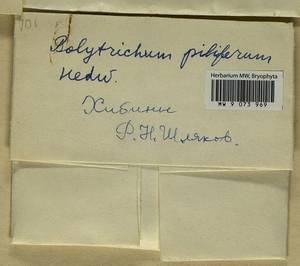 Polytrichum piliferum
Hedw.
Herbarium MW, Bryophyta
MW 9 073 969
Хибины
Р.Н.Шляков.